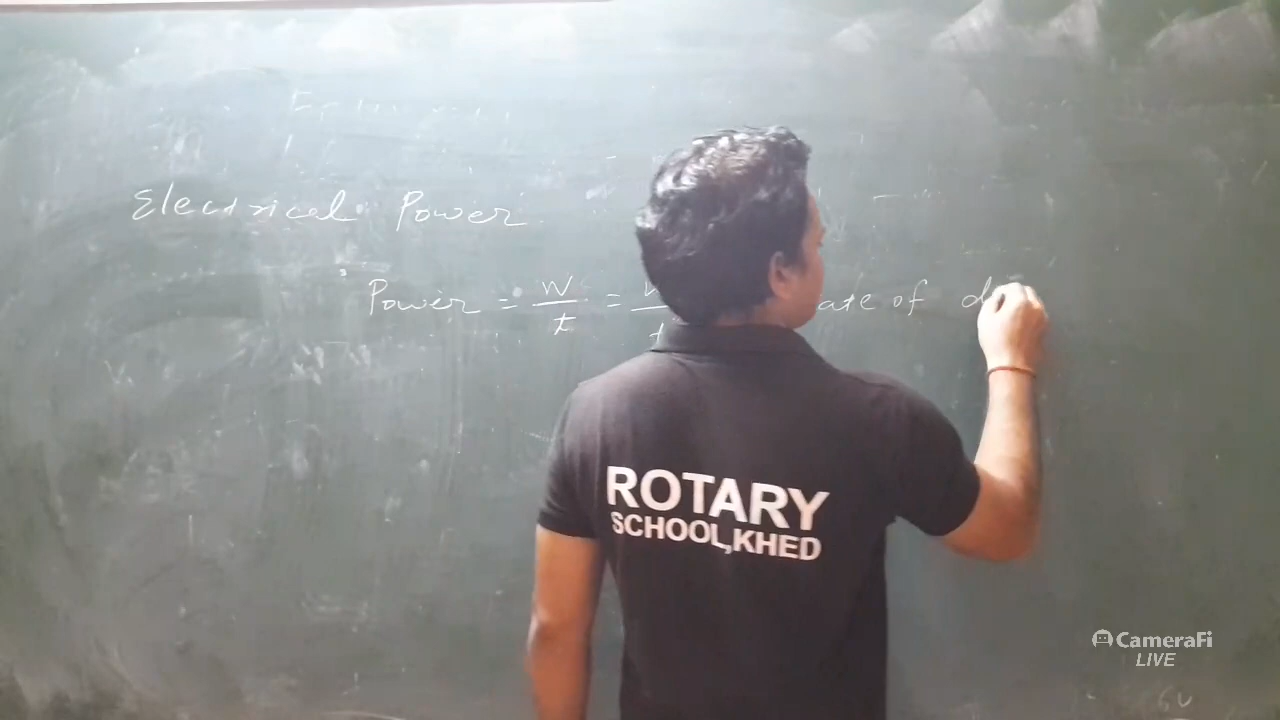 Electrical Power
Power = W/t = ate of
ROTARY
SCHOOL,KHED
CameraFi
LIVE